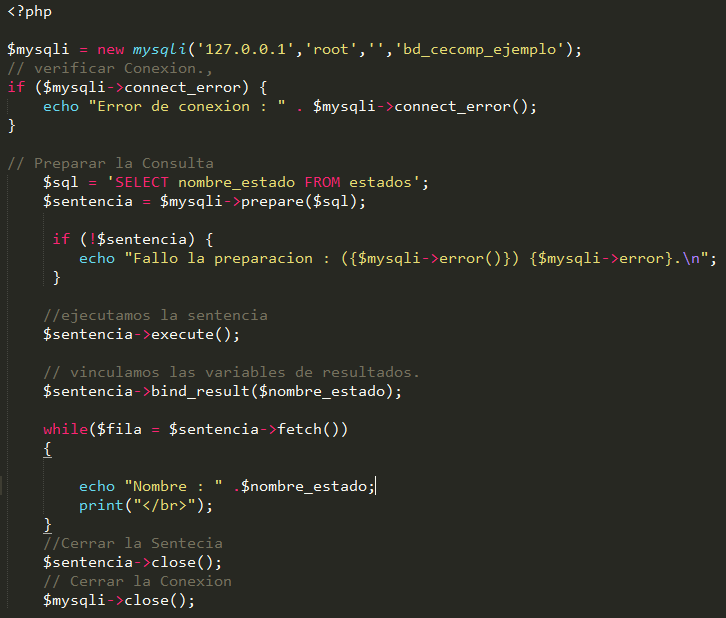 <?php
$mysqli = new mysqli('127.0.0.1','root','','bd_cecomp_ejemplo');
// verificar Conexion.,
if ($mysqli->connect_error) {
echo "Error de conexion : " . $mysqli->connect_error();
}
// Preparar la Consulta
$sql = 'SELECT nombre_estado FROM estados';
$sentencia = $mysqli->prepare($sql);
if (!$sentencia) {
echo "Fallo la preparacion : ({$mysqli->error()}) {$mysqli->error}.\n";
}
//ejecutamos la sentencia
$sentencia->execute();
// vinculamos las variables de resultados.
$sentencia->bind_result($nombre_estado);
while($fila = $sentencia->fetch())
{
echo "Nombre : " .$nombre_estado;
print("</br>");
}
//Cerrar la Sentecia
$sentencia->close();
// Cerrar la Conexion
$mysqli->close();